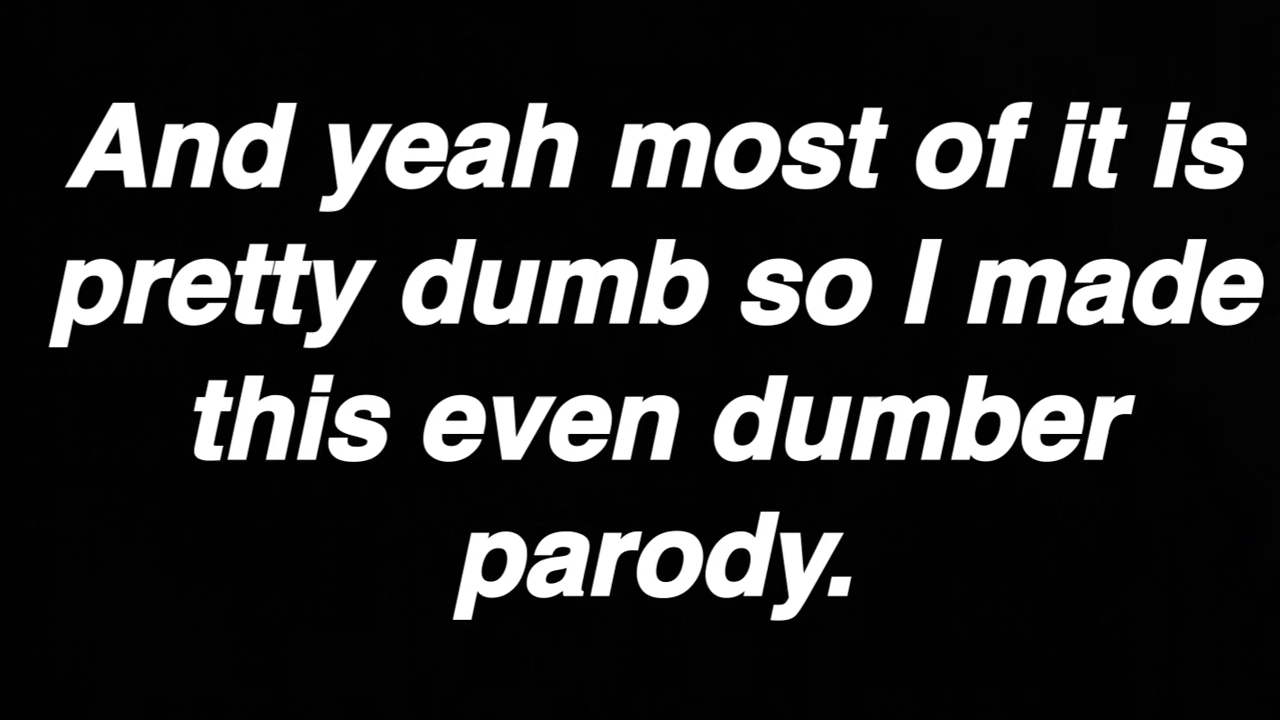 And yeah most of it is
pretty dumb so I made
this even dumber
parody.